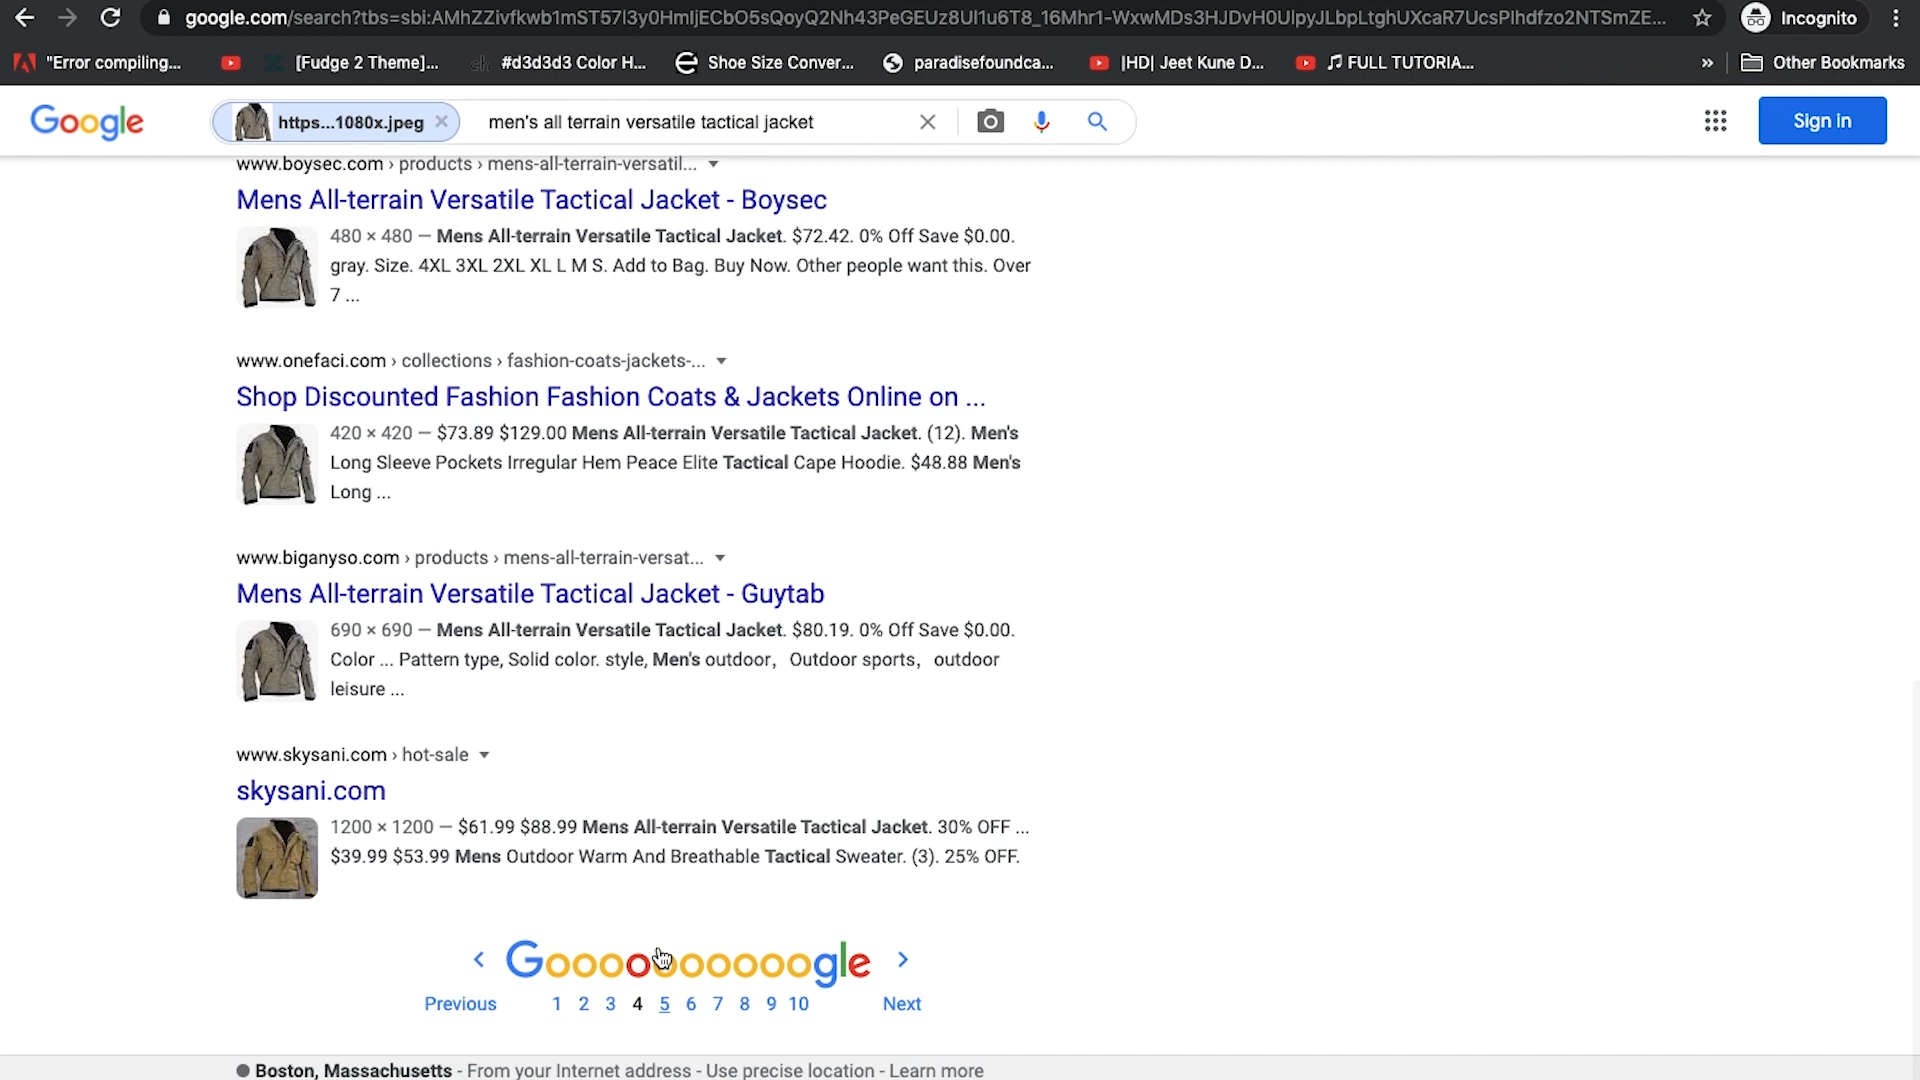 google.com/search?tbs=sbi:AMhZZivfkwb1mST57l3y0HmIjECbO5sQoyQ2Nh43PeGEUz8Ul1u6T8_16Mhr1-WxwMDs3HJDvH0UlpyJLbpLtghUXcaR7UcsPlhdfzo2NTSmZE...
Incognito
"Error compiling...
[Fudge 2 Theme]...
#d3d3d3 Color H...
Shoe Size Conver...
paradisefoundca...
|HD| Jeet Kune D...
🎵 FULL TUTORIA...
»
Other Bookmarks
Google
https...1080x.jpeg
men's all terrain versatile tactical jacket
Sign in
www.boysec.com › products › mens-all-terrain-versatil...
Mens All-terrain Versatile Tactical Jacket - Boysec
480 × 480 — Mens All-terrain Versatile Tactical Jacket. $72.42. 0% Off Save $0.00.
gray. Size. 4XL 3XL 2XL XL L M S. Add to Bag. Buy Now. Other people want this. Over
7 ...
www.onefaci.com › collections › fashion-coats-jackets-...
Shop Discounted Fashion Fashion Coats & Jackets Online on ...
420 × 420 — $73.89 $129.00 Mens All-terrain Versatile Tactical Jacket. (12). Men's
Long Sleeve Pockets Irregular Hem Peace Elite Tactical Cape Hoodie. $48.88 Men's
Long ...
www.biganyso.com › products › mens-all-terrain-versat...
Mens All-terrain Versatile Tactical Jacket - Guytab
690 × 690 — Mens All-terrain Versatile Tactical Jacket. $80.19. 0% Off Save $0.00.
Color ... Pattern type, Solid color. style, Men's outdoor, Outdoor sports, outdoor
leisure ...
www.skysani.com › hot-sale
skysani.com
1200 × 1200 — $61.99 $88.99 Mens All-terrain Versatile Tactical Jacket. 30% OFF ...
$39.99 $53.99 Mens Outdoor Warm And Breathable Tactical Sweater. (3). 25% OFF.
‹ Goooooooooogle ›
Previous 1 2 3 4 5 6 7 8 9 10 Next
Boston, Massachusetts - From your Internet address - Use precise location - Learn more